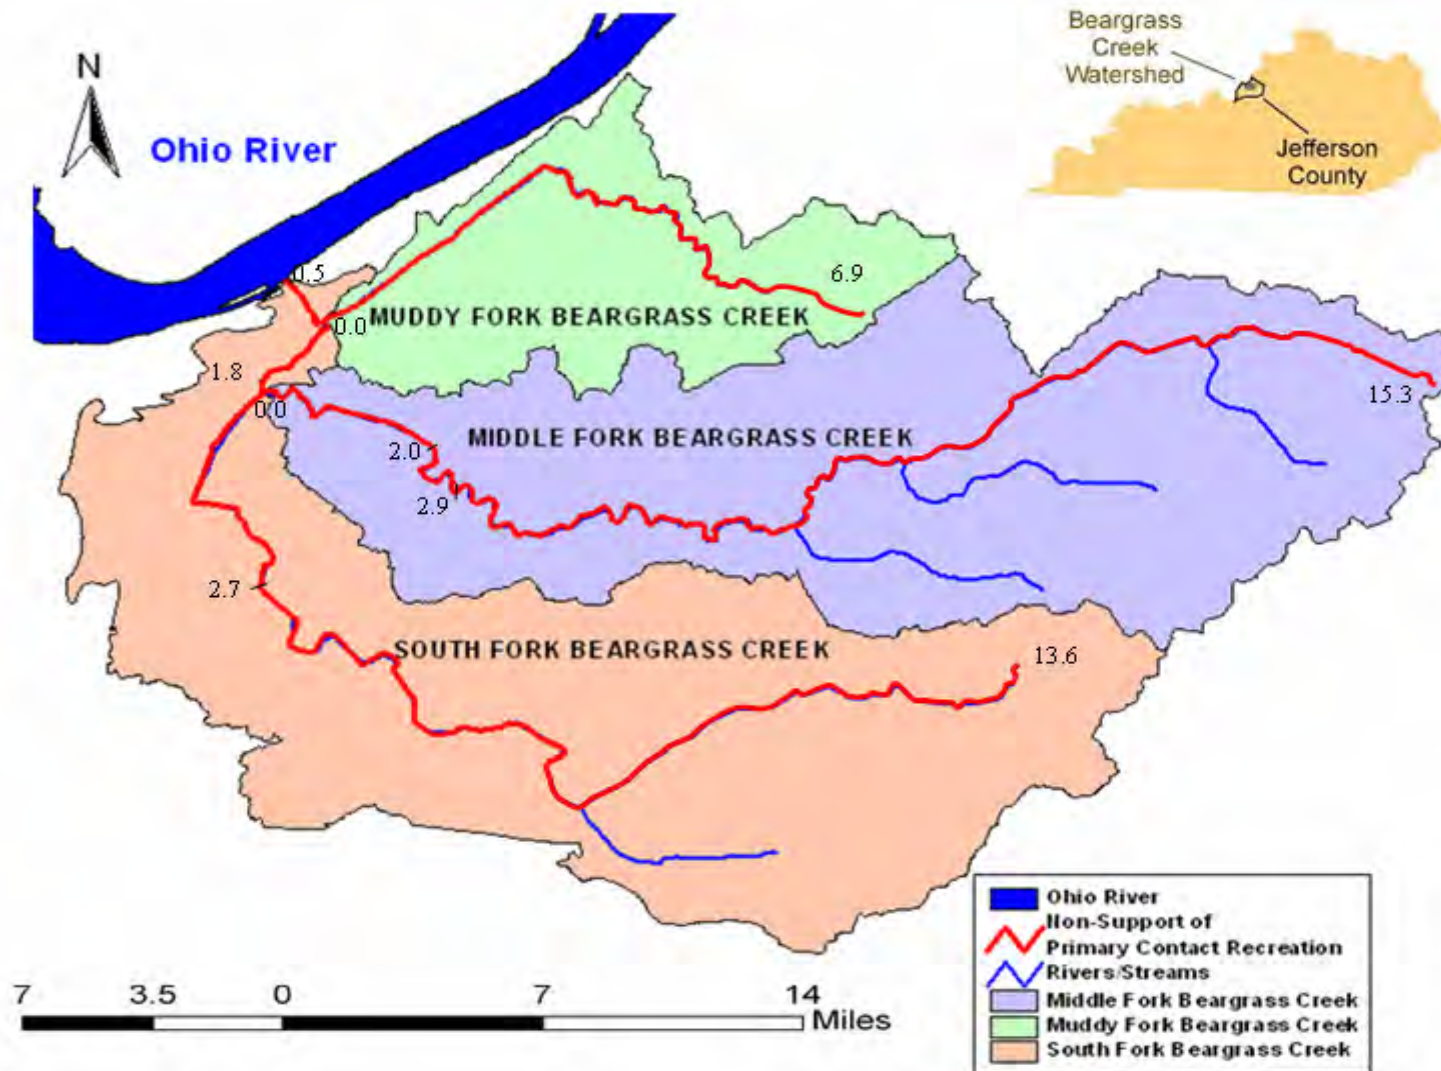 Beargrass
Creek
Watershed
Jefferson
County
N
Ohio River
0.5
6.9
0.0
MUDDY FORK BEARGRASS CREEK
1.8
15.3
0.0
2.0
MIDDLE FORK BEARGRASS CREEK
2.9
2.7
SOUTH FORK BEARGRASS CREEK
13.6
Ohio River
Non-Support of
Primary Contact Recreation
Rivers/Streams
Middle Fork Beargrass Creek
Muddy Fork Beargrass Creek
South Fork Beargrass Creek
7 3.5 0 7 14
Miles